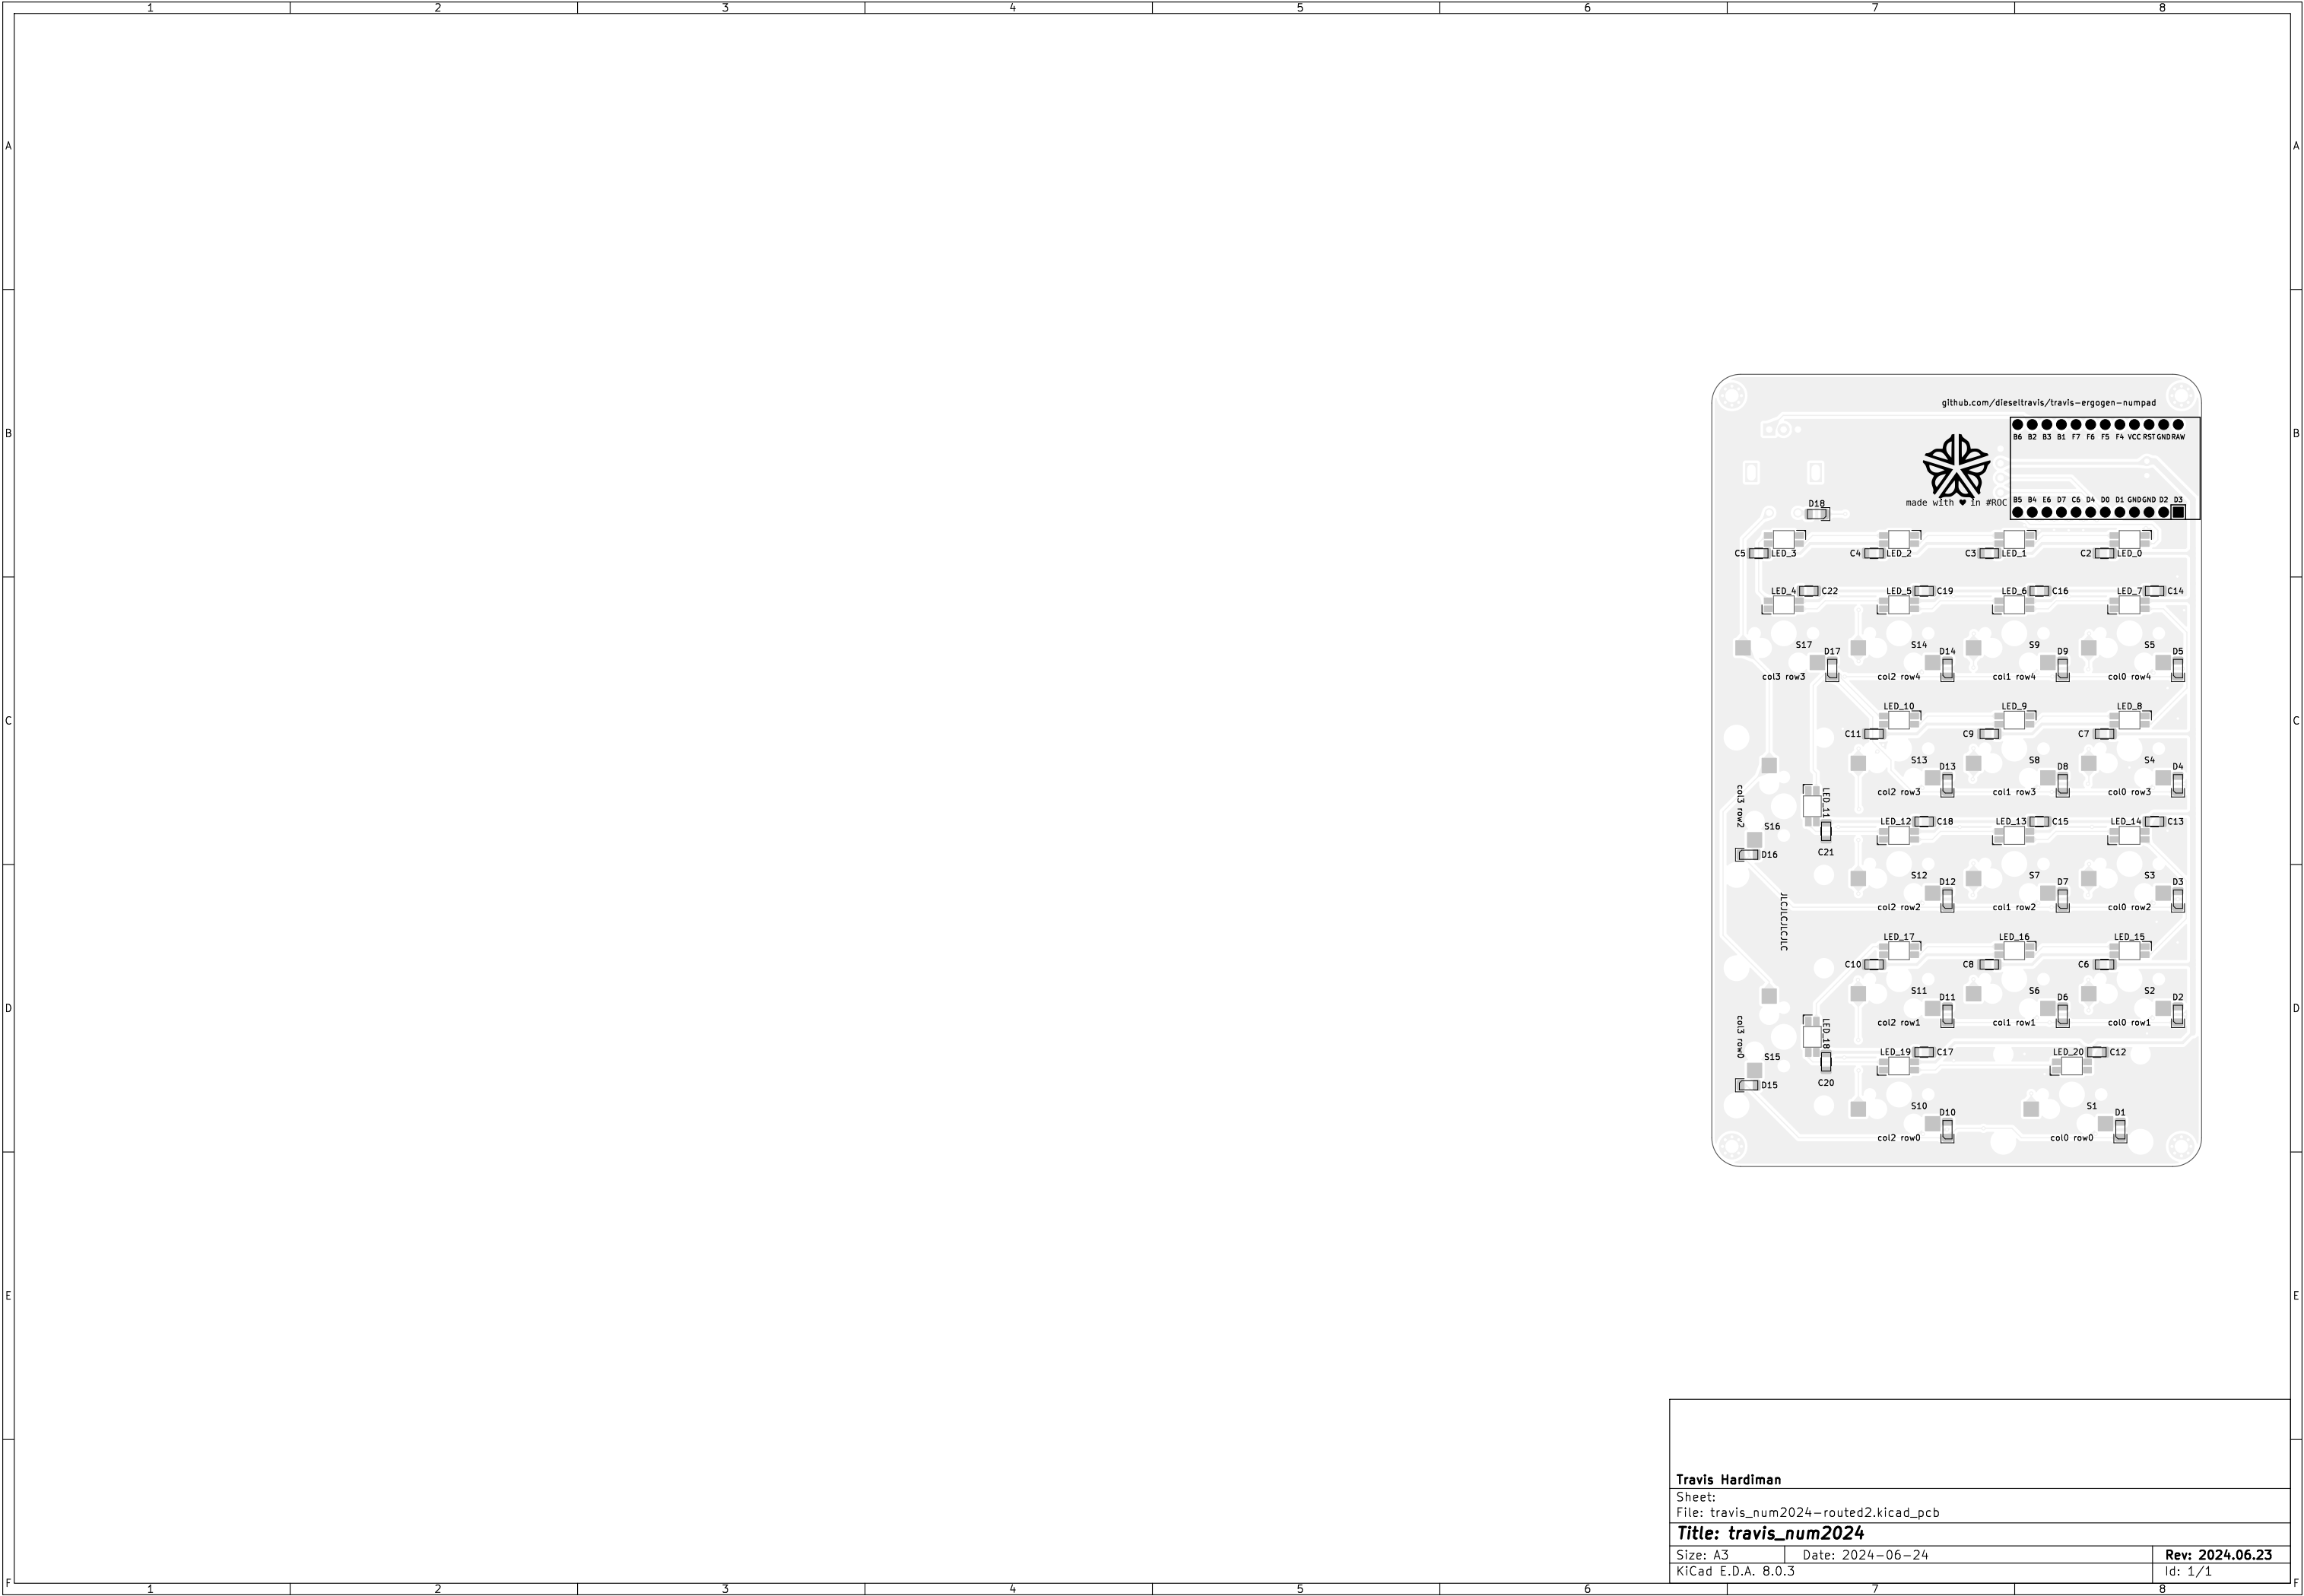 1 2 3 4 5 6 7 8
A A
B B
C C
D D
E E
F F
github.com/dieseltravis/travis-ergogen-numpad
B6 B2 B3 B1 F7 F6 F5 F4 VCC RST GND RAW
made with ♥ in #ROC
B5 B4 E6 D7 C6 D4 D0 D1 GND GND D2 D3
D18
C5 LED_3 C4 LED_2 C3 LED_1 C2 LED_0
LED_4 C22 LED_5 C19 LED_6 C16 LED_7 C14
S17 S14 S9 S5
D17 D14 D9 D5
col3 row3 col2 row4 col1 row4 col0 row4
LED_10 LED_9 LED_8
C11 C9 C7
S13 S8 S4
D13 D8 D4
col2 row3 col1 row3 col0 row3
col3 row2
LED_11
LED_12 C18 LED_13 C15 LED_14 C13
S16
D16
C21
S12 S7 S3
D12 D7 D3
col2 row2 col1 row2 col0 row2
JLCJLCJLCJLC
LED_17 LED_16 LED_15
C10 C8 C6
S11 S6 S2
D11 D6 D2
col2 row1 col1 row1 col0 row1
col3 row0
LED_18
LED_19 C17 LED_20 C12
S15
D15
C20
S10 S1
D10 D1
col2 row0 col0 row0
Travis Hardiman
Sheet:
File: travis_num2024-routed2.kicad_pcb
Title: travis_num2024
Size: A3 Date: 2024-06-24 Rev: 2024.06.23
KiCad E.D.A. 8.0.3 Id: 1/1
1 2 3 4 5 6 7 8